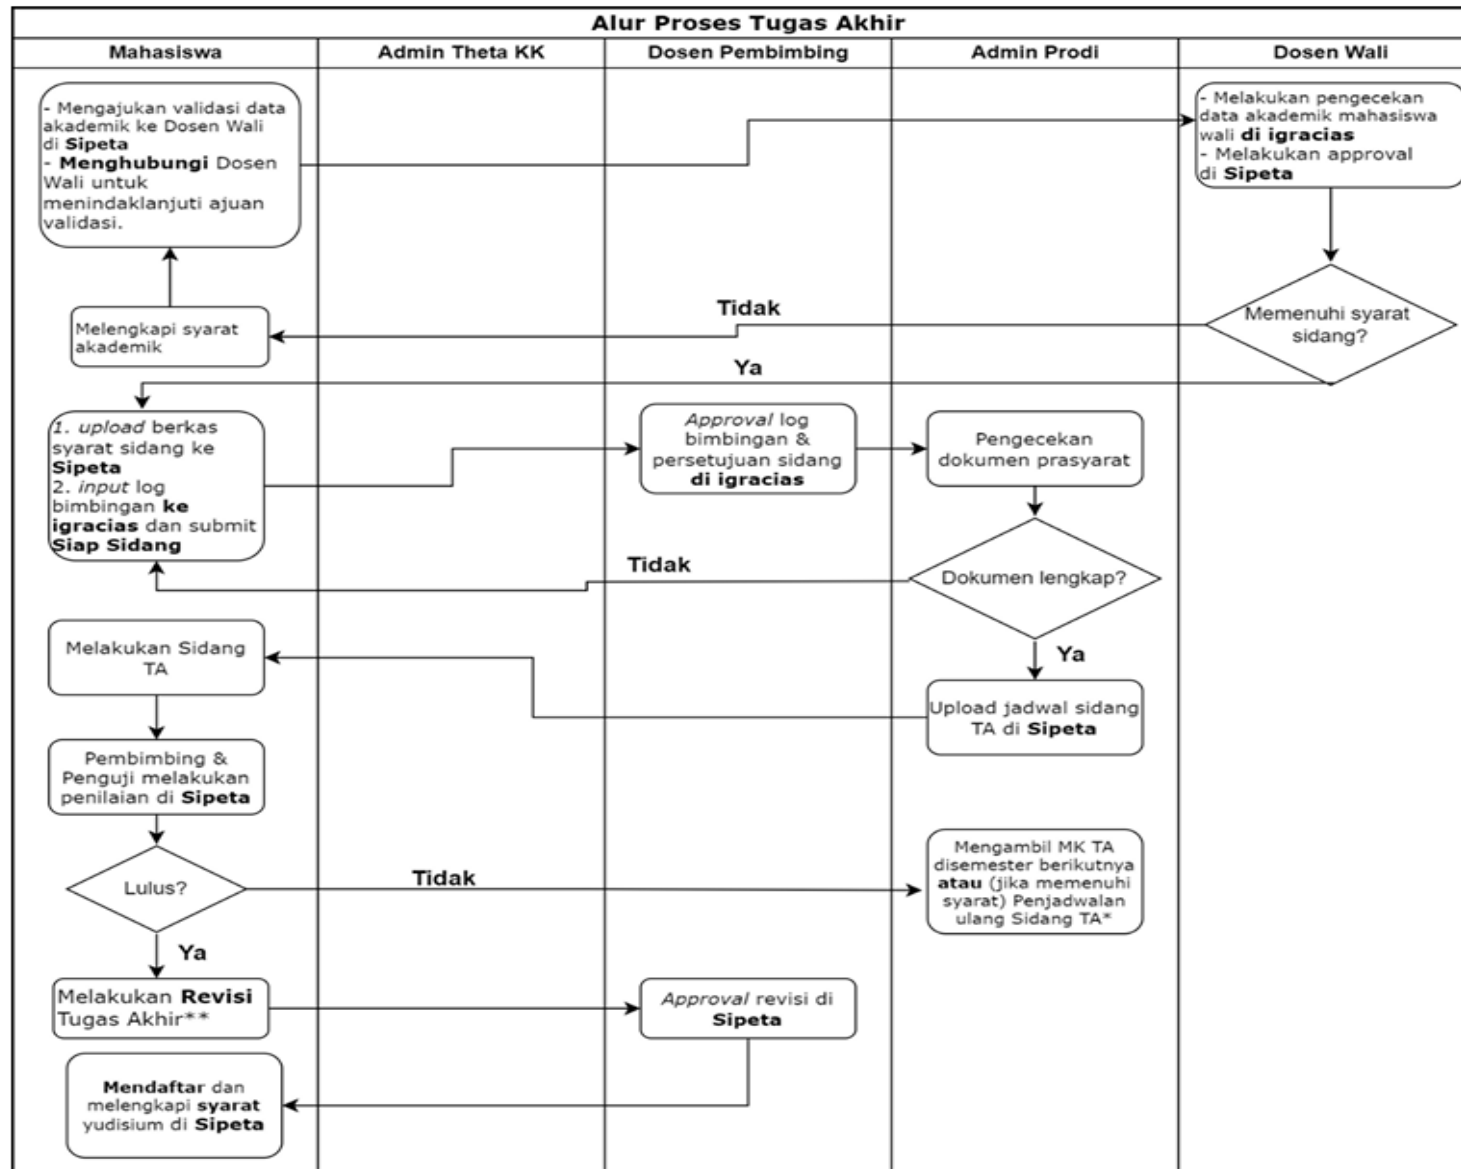 Alur Proses Tugas Akhir
Mahasiswa
Admin Theta KK
Dosen Pembimbing
Admin Prodi
Dosen Wali
- Mengajukan validasi data
akademik ke Dosen Wali
di Sipeta
- Menghubungi Dosen
Wali untuk
menindaklanjuti ajuan
validasi.
- Melakukan pengecekan
data akademik mahasiswa
wali di igracias
- Melakukan approval
di Sipeta
Memenuhi syarat
sidang?
Tidak
Melengkapi syarat
akademik
Ya
1. upload berkas
syarat sidang ke
Sipeta
2. input log
bimbingan ke
igracias dan submit
Siap Sidang
Approval log
bimbingan &
persetujuan sidang
di igracias
Pengecekan
dokumen prasyarat
Dokumen lengkap?
Tidak
Ya
Upload jadwal sidang
TA di Sipeta
Melakukan Sidang
TA
Pembimbing &
Penguji melakukan
penilaian di Sipeta
Lulus?
Tidak
Mengambil MK TA
disemester berikutnya
atau (jika memenuhi
syarat) Penjadwalan
ulang Sidang TA*
Ya
Melakukan Revisi
Tugas Akhir**
Approval revisi di
Sipeta
Mendaftar dan
melengkapi syarat
yudisium di Sipeta